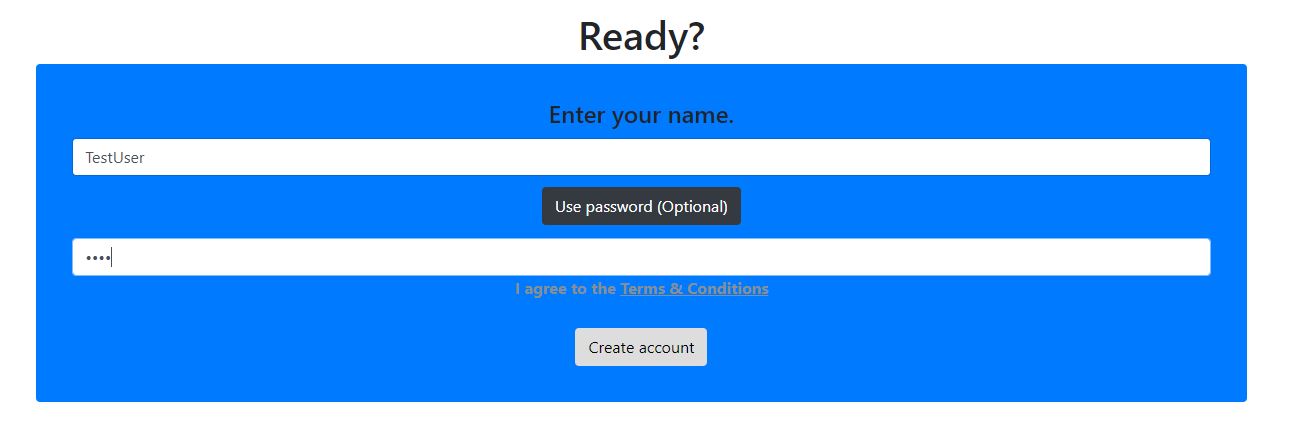 Ready?
Enter your name.
TestUser
Use password (Optional)
••••
I agree to the Terms & Conditions
Create account